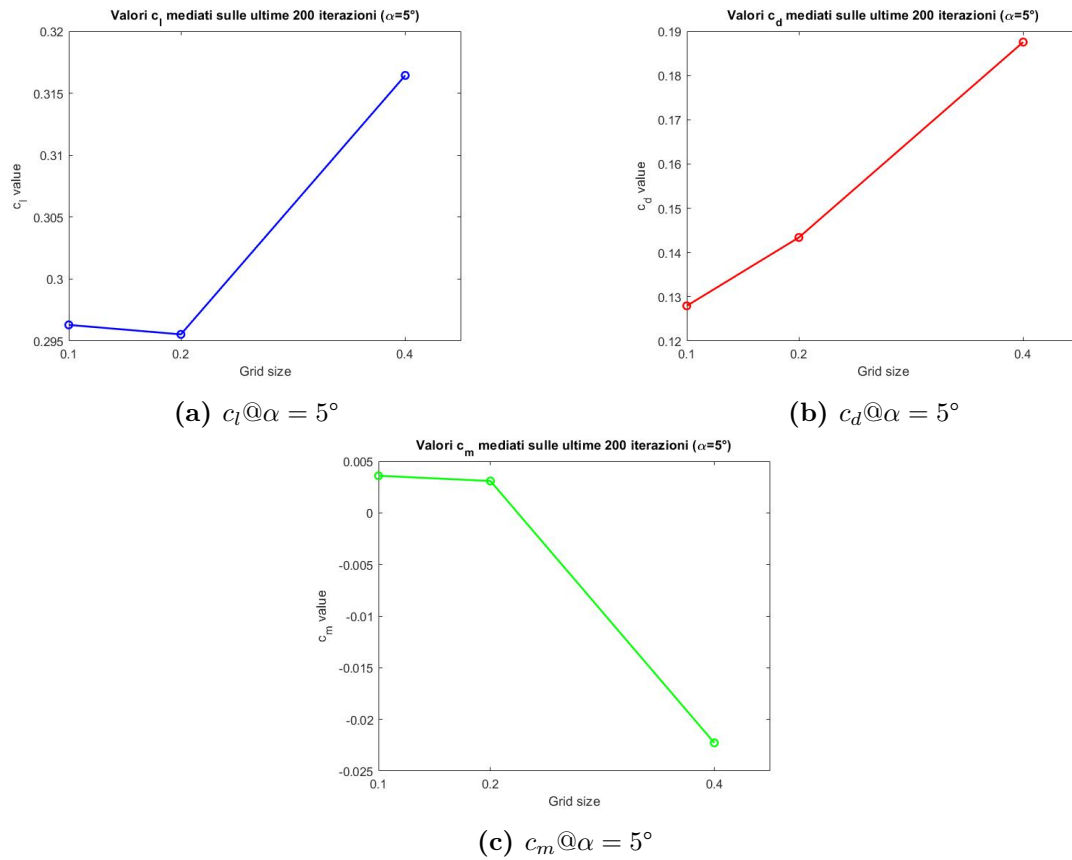 Valori c_l mediati sulle ultime 200 iterazioni (α=5°)
0.32
0.315
0.31
0.305
0.3
0.295
c_l value
0.1 0.2 0.4
Grid size
(a) c_l@α = 5°
Valori c_d mediati sulle ultime 200 iterazioni (α=5°)
0.19
0.18
0.17
0.16
0.15
0.14
0.13
0.12
c_d value
0.1 0.2 0.4
Grid size
(b) c_d@α = 5°
Valori c_m mediati sulle ultime 200 iterazioni (α=5°)
0.005
0
-0.005
-0.01
-0.015
-0.02
-0.025
c_m value
0.1 0.2 0.4
Grid size
(c) c_m@α = 5°